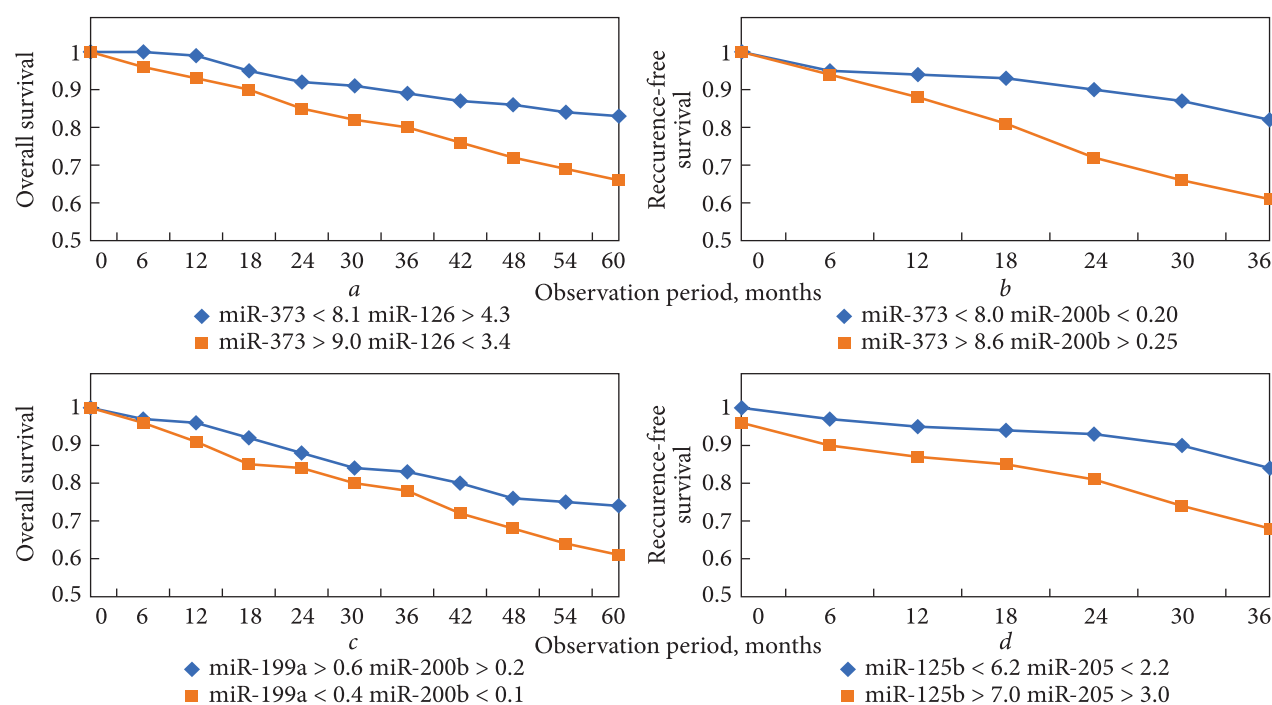 Overall survival
1
0.9
0.8
0.7
0.6
0.5
0 6 12 18 24 30 36 42 48 54 60
a
Reccurence-free
survival
1
0.9
0.8
0.7
0.6
0.5
0 6 12 18 24 30 36
b
Observation period, months
miR-373 < 8.1 miR-126 > 4.3
miR-373 > 9.0 miR-126 < 3.4
miR-373 < 8.0 miR-200b < 0.20
miR-373 > 8.6 miR-200b > 0.25
Overall survival
1
0.9
0.8
0.7
0.6
0.5
0 6 12 18 24 30 36 42 48 54 60
c
Reccurence-free
survival
1
0.9
0.8
0.7
0.6
0.5
0 6 12 18 24 30 36
d
Observation period, months
miR-199a > 0.6 miR-200b > 0.2
miR-199a < 0.4 miR-200b < 0.1
miR-125b < 6.2 miR-205 < 2.2
miR-125b > 7.0 miR-205 > 3.0